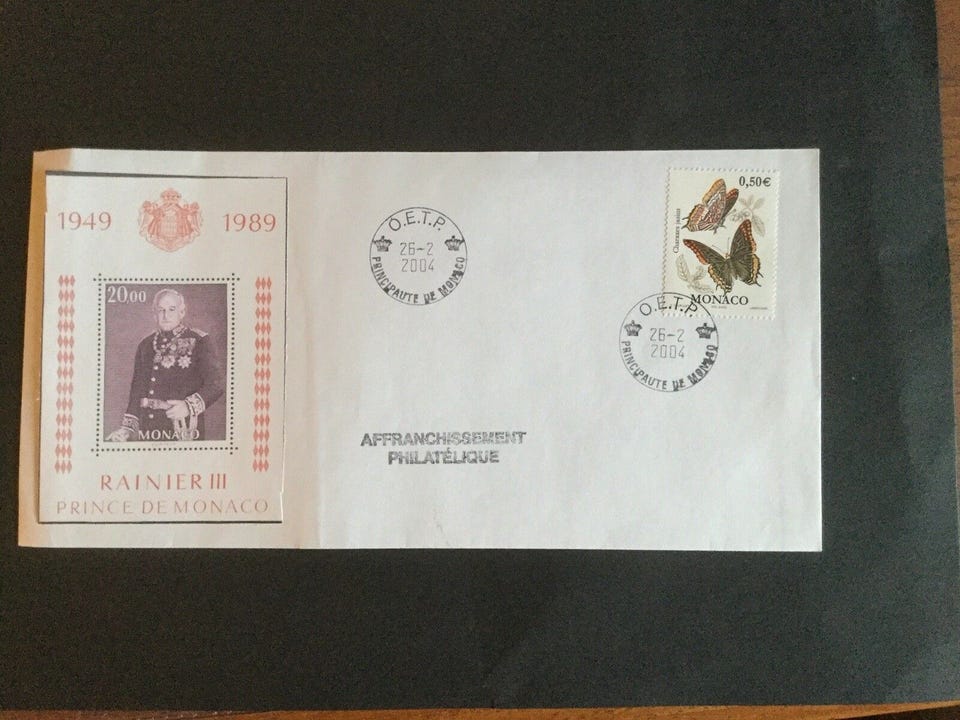 1949 1989
20.00
MONACO
RAINIER III
PRINCE DE MONACO
O.E.T.P.
26-2
2004
PRINCIPAUTE DE MONACO
AFFRANCHISSEMENT
PHILATÉLIQUE
0,50€
Charaxes jasius
MONACO
O.E.T.P.
26-2
2004
PRINCIPAUTE DE MONACO